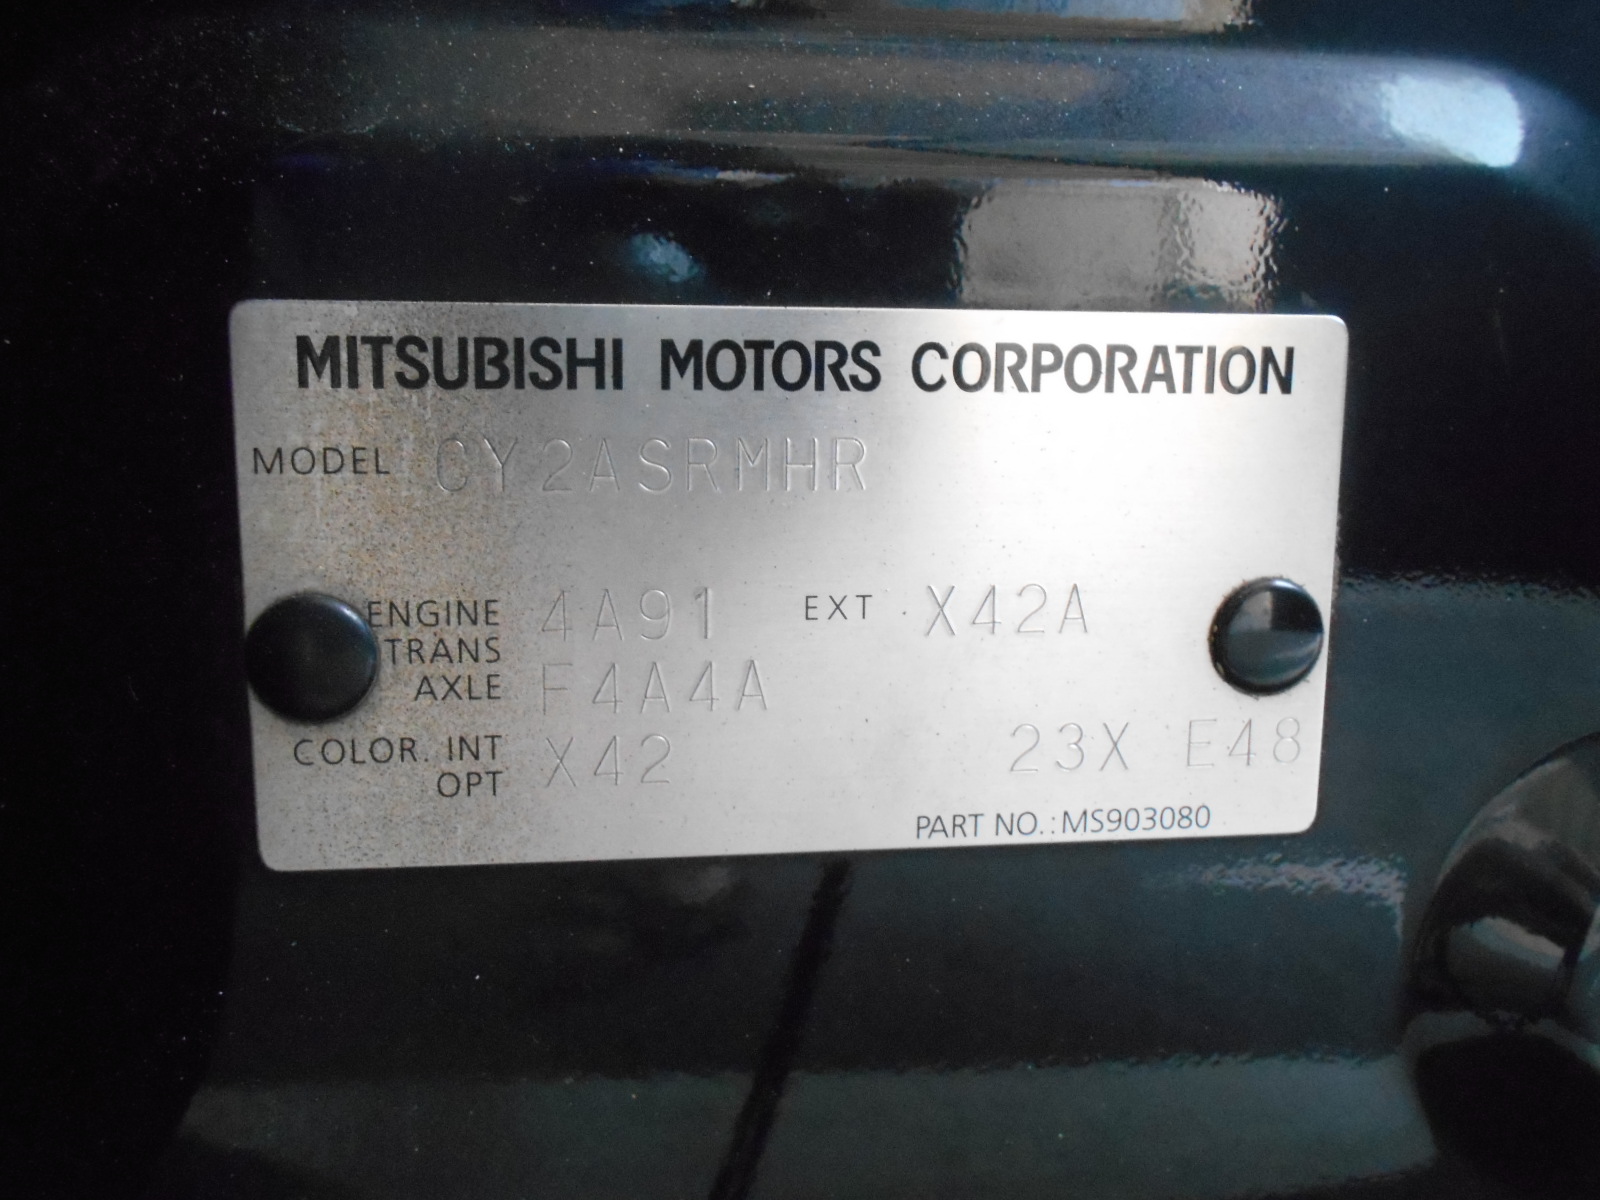 MITSUBISHI MOTORS CORPORATION
MODEL CY2ASRMHR
ENGINE 4A91 EXT X42A
TRANS
AXLE F4A4A
COLOR. INT X42 23X E48
OPT
PART NO.:MS903080